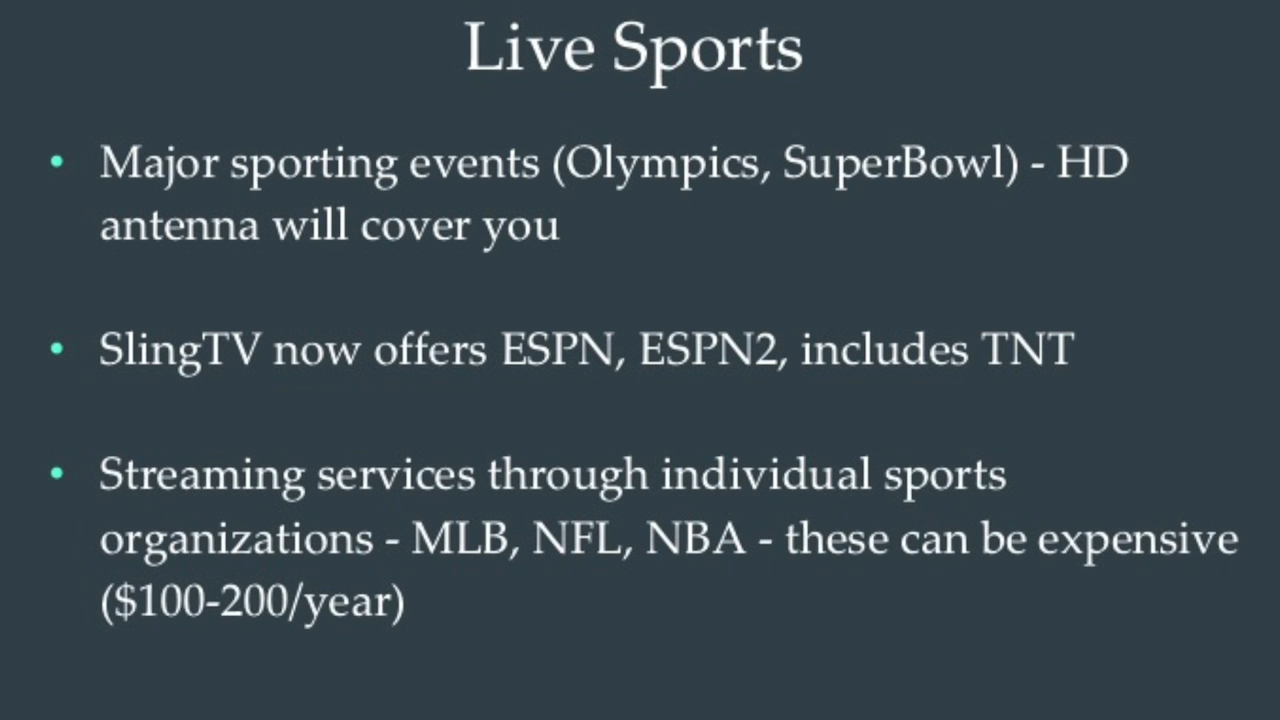 Live Sports
• Major sporting events (Olympics, SuperBowl) - HD
antenna will cover you
• SlingTV now offers ESPN, ESPN2, includes TNT
• Streaming services through individual sports
organizations - MLB, NFL, NBA - these can be expensive
($100-200/year)